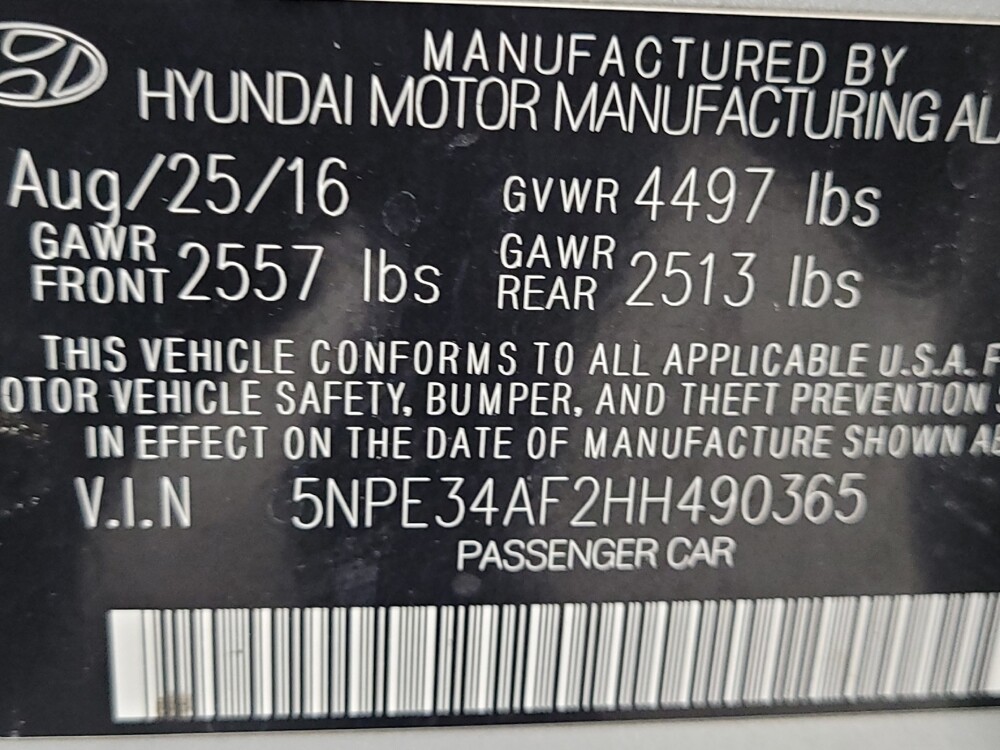 MANUFACTURED BY
HYUNDAI MOTOR MANUFACTURING AL
Aug/25/16 GVWR 4497 lbs
GAWR FRONT 2557 lbs GAWR REAR 2513 lbs
THIS VEHICLE CONFORMS TO ALL APPLICABLE U.S.A. F
OTOR VEHICLE SAFETY, BUMPER, AND THEFT PREVENTION
IN EFFECT ON THE DATE OF MANUFACTURE SHOWN A
V.I.N 5NPE34AF2HH490365
PASSENGER CAR